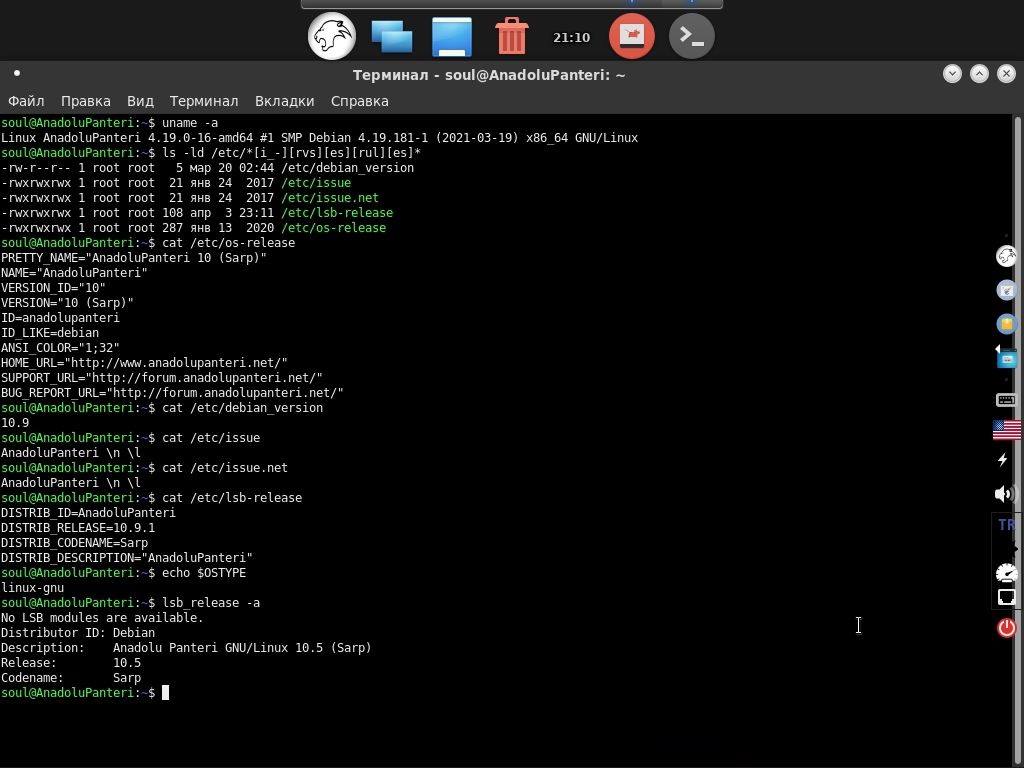 21:10
Терминал - soul@AnadoluPanteri: ~
Файл Правка Вид Терминал Вкладки Справка
soul@AnadoluPanteri:~$ uname -a
Linux AnadoluPanteri 4.19.0-16-amd64 #1 SMP Debian 4.19.181-1 (2021-03-19) x86_64 GNU/Linux
soul@AnadoluPanteri:~$ ls -ld /etc/*[i_-][rvs][es][rul][es]*
-rw-r--r-- 1 root root   5 мар 20 02:44 /etc/debian_version
-rwxrwxrwx 1 root root  21 янв 24  2017 /etc/issue
-rwxrwxrwx 1 root root  21 янв 24  2017 /etc/issue.net
-rwxrwxrwx 1 root root 108 апр  3 23:11 /etc/lsb-release
-rwxrwxrwx 1 root root 287 янв 13  2020 /etc/os-release
soul@AnadoluPanteri:~$ cat /etc/os-release
PRETTY_NAME="AnadoluPanteri 10 (Sarp)"
NAME="AnadoluPanteri"
VERSION_ID="10"
VERSION="10 (Sarp)"
ID=anadolupanteri
ID_LIKE=debian
ANSI_COLOR="1;32"
HOME_URL="http://www.anadolupanteri.net/"
SUPPORT_URL="http://forum.anadolupanteri.net/"
BUG_REPORT_URL="http://forum.anadolupanteri.net/"
soul@AnadoluPanteri:~$ cat /etc/debian_version
10.9
soul@AnadoluPanteri:~$ cat /etc/issue
AnadoluPanteri \n \l
soul@AnadoluPanteri:~$ cat /etc/issue.net
AnadoluPanteri \n \l
soul@AnadoluPanteri:~$ cat /etc/lsb-release
DISTRIB_ID=AnadoluPanteri
DISTRIB_RELEASE=10.9.1
DISTRIB_CODENAME=Sarp
DISTRIB_DESCRIPTION="AnadoluPanteri"
soul@AnadoluPanteri:~$ echo $OSTYPE
linux-gnu
soul@AnadoluPanteri:~$ lsb_release -a
No LSB modules are available.
Distributor ID: Debian
Description:    Anadolu Panteri GNU/Linux 10.5 (Sarp)
Release:        10.5
Codename:       Sarp
soul@AnadoluPanteri:~$
TR